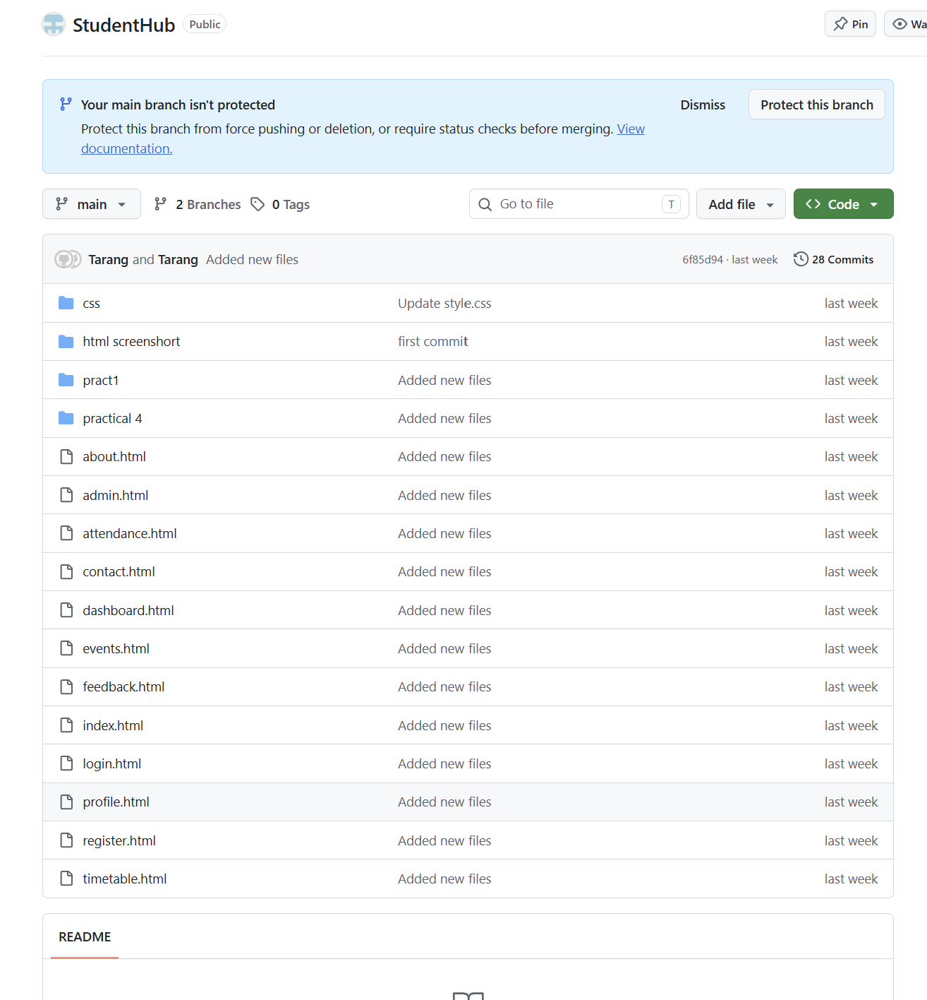 StudentHub Public Pin
Your main branch isn't protected Dismiss Protect this branch
Protect this branch from force pushing or deletion, or require status checks before merging. View
documentation.
main 2 Branches 0 Tags Go to file T Add file Code
Tarang and Tarang Added new files 6f85d94 · last week 28 Commits
css Update style.css last week
html screenshort first commit last week
pract1 Added new files last week
practical 4 Added new files last week
about.html Added new files last week
admin.html Added new files last week
attendance.html Added new files last week
contact.html Added new files last week
dashboard.html Added new files last week
events.html Added new files last week
feedback.html Added new files last week
index.html Added new files last week
login.html Added new files last week
profile.html Added new files last week
register.html Added new files last week
timetable.html Added new files last week
README